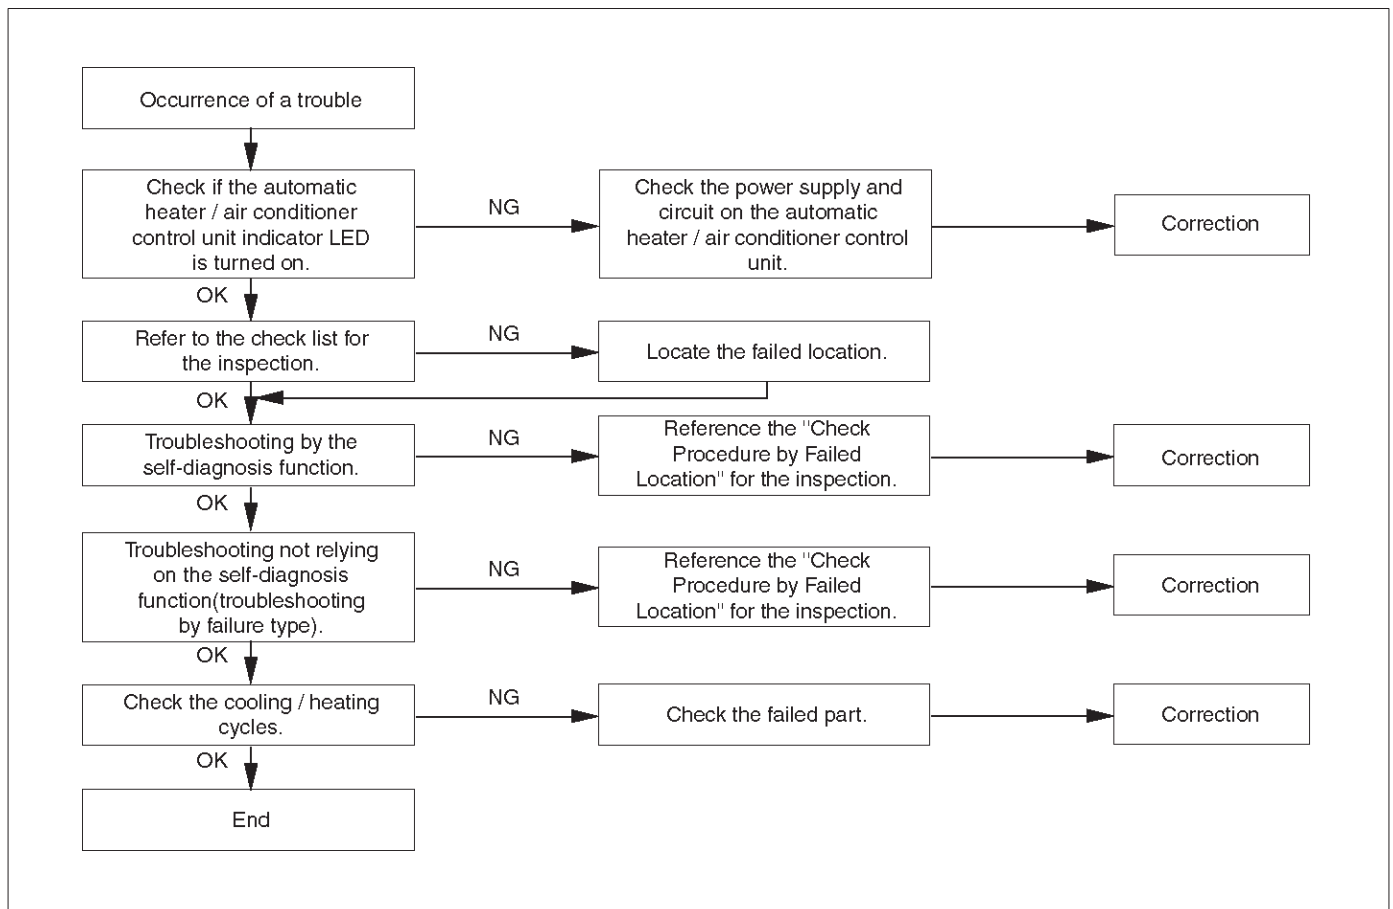 Occurrence of a trouble
Check if the automatic
heater / air conditioner
control unit indicator LED
is turned on.
NG
Check the power supply and
circuit on the automatic
heater / air conditioner control
unit.
Correction
OK
Refer to the check list for
the inspection.
NG
Locate the failed location.
OK
Troubleshooting by the
self-diagnosis function.
NG
Reference the "Check
Procedure by Failed
Location" for the inspection.
Correction
OK
Troubleshooting not relying
on the self-diagnosis
function(troubleshooting
by failure type).
NG
Reference the "Check
Procedure by Failed
Location" for the inspection.
Correction
OK
Check the cooling / heating
cycles.
NG
Check the failed part.
Correction
OK
End